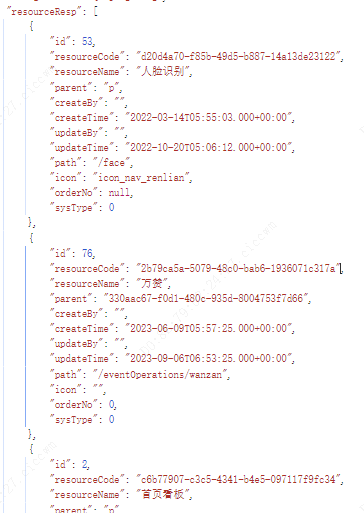 "resourceResp": [
{
"id": 53,
"resourceCode": "d20d4a70-f85b-49d5-b887-14a13de23122",
"resourceName": "人脸识别",
"parent": "p",
"createBy": "",
"createTime": "2022-03-14T05:55:03.000+00:00",
"updateBy": "",
"updateTime": "2022-10-20T05:06:12.000+00:00",
"path": "/face",
"icon": "icon_nav_renlian",
"orderNo": null,
"sysType": 0
},
{
"id": 76,
"resourceCode": "2b79ca5a-5079-48c0-bab6-1936071c317a",
"resourceName": "万赞",
"parent": "330aac67-f0d1-480c-935d-8004753f7d66",
"createBy": "",
"createTime": "2023-06-09T05:57:25.000+00:00",
"updateBy": "",
"updateTime": "2023-09-06T06:53:25.000+00:00",
"path": "/eventOperations/wanzan",
"icon": "",
"orderNo": 0,
"sysType": 0
},
{
"id": 2,
"resourceCode": "c6b77907-c3c5-4341-b4e5-097117f9fc34",
"resourceName": "首页看板",
"parent": "p"